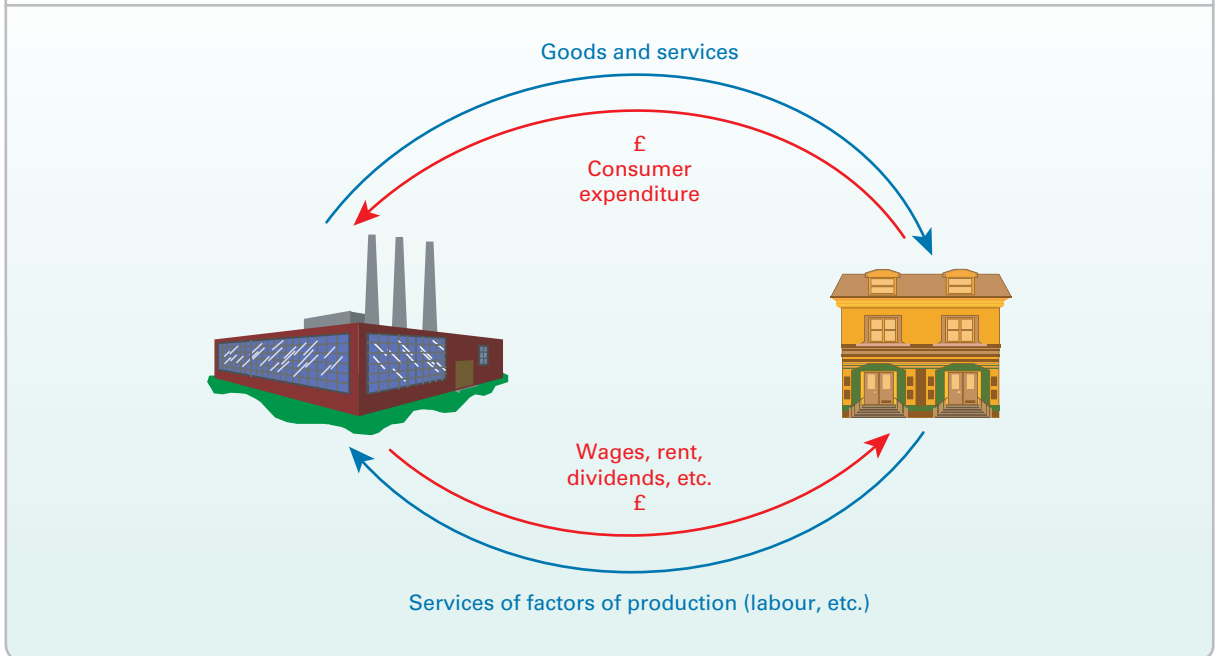 Goods and services
£
Consumer
expenditure
Wages, rent,
dividends, etc.
£
Services of factors of production (labour, etc.)